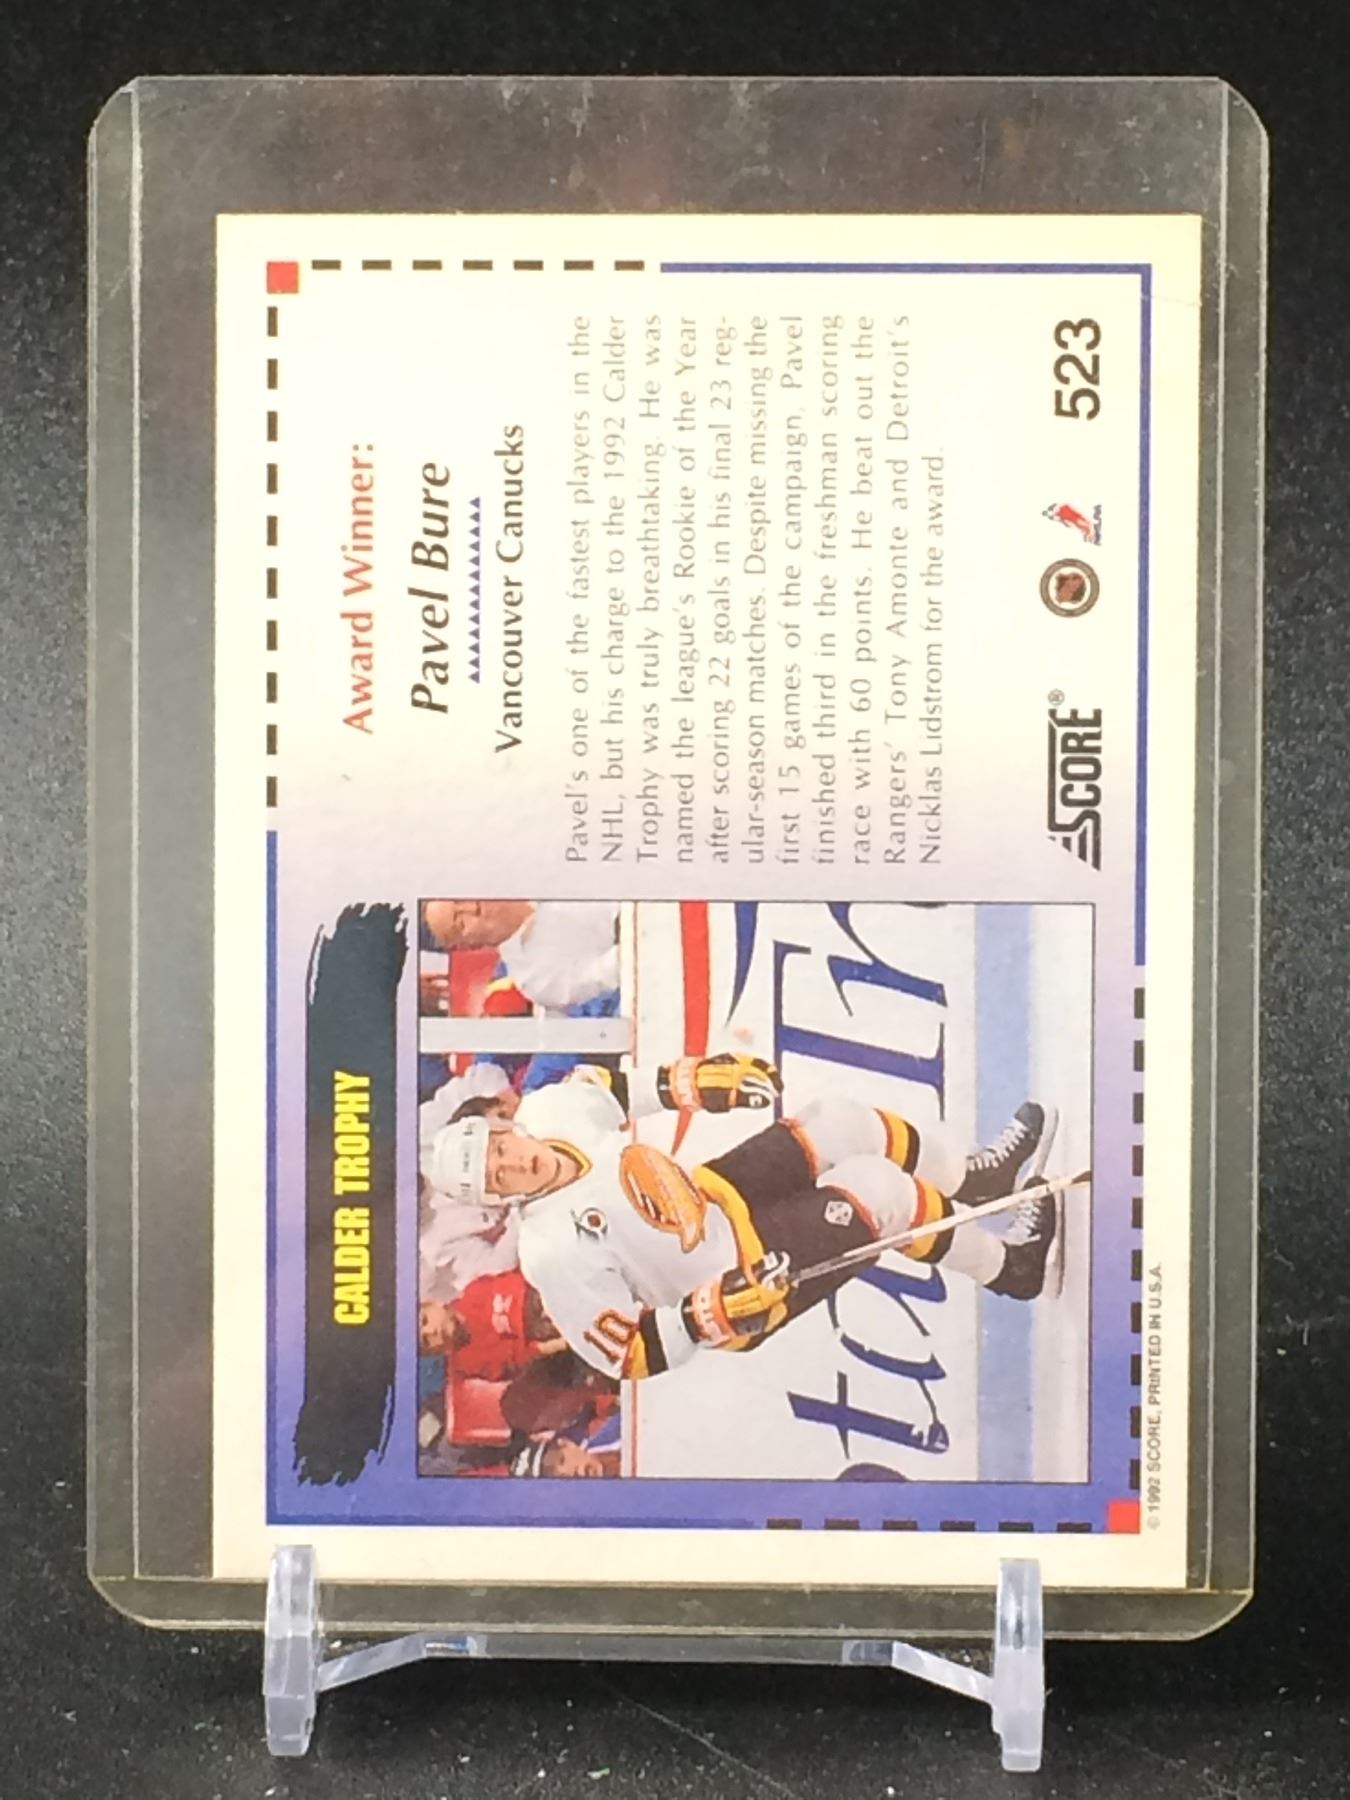 CALDER TROPHY
Award Winner:
Pavel Bure
Vancouver Canucks
Pavel's one of the fastest players in the
NHL, but his charge to the 1992 Calder
Trophy was truly breathtaking. He was
named the league's Rookie of the Year
after scoring 22 goals in his final 23 reg-
ular-season matches. Despite missing the
first 15 games of the campaign, Pavel
finished third in the freshman scoring
race with 60 points. He beat out the
Rangers' Tony Amonte and Detroit's
Nicklas Lidstrom for the award.
10
SCORE®
523
© 1992 SCORE, PRINTED IN U.S.A.